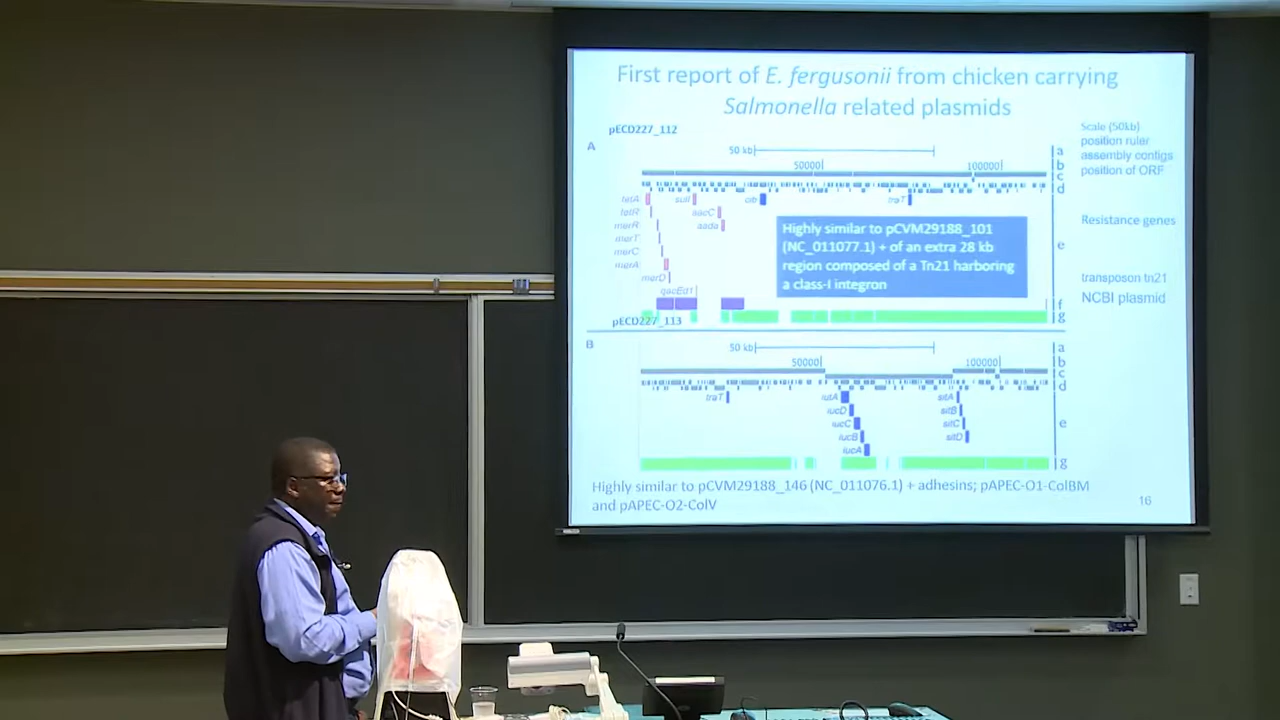 First report of E. fergusonii from chicken carrying
Salmonella related plasmids
pECD227_112
A
50 kb
a
50000
100000
b
c
d
Scale (50kb)
position ruler
assembly contigs
position of ORF
tetA
sulI
traT
tetR
aacC
merR
aada
merT
merC
merA
merD
qacEd1
Highly similar to pCVM29188_101
(NC_011077.1) + of an extra 28 kb
region composed of a Tn21 harboring
a class-I integron
Resistance genes
e
transposon tn21
NCBI plasmid
f
g
pECD227_113
B
50 kb
a
50000
100000
b
c
d
traT
iutA
sitA
iucD
sitB
iucC
sitC
e
iucB
sitD
iucA
g
Highly similar to pCVM29188_146 (NC_011076.1) + adhesins; pAPEC-O1-ColBM
and pAPEC-O2-ColV
16